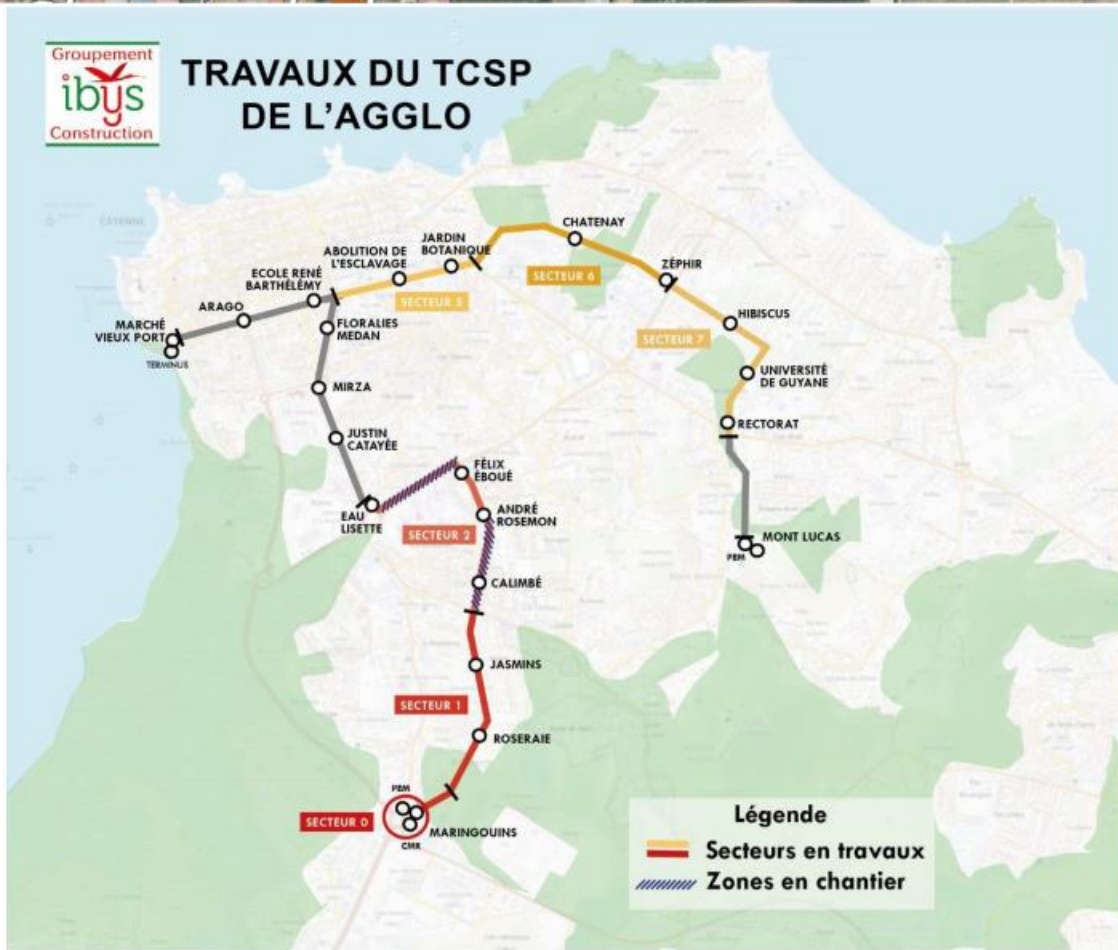 Groupement
ibys
Construction
TRAVAUX DU TCSP
DE L'AGGLO
CAYENNE
CHATENAY
JARDIN
BOTANIQUE
ABOLITION DE
L'ESCLAVAGE
SECTEUR 6
ZÉPHIR
ECOLE RENÉ
BARTHÉLÉMY
SECTEUR 5
ARAGO
HIBISCUS
MARCHÉ
VIEUX PORT
TERMINUS
FLORALIES
MEDAN
SECTEUR 7
UNIVERSITÉ
DE GUYANE
MIRZA
RECTORAT
JUSTIN
CATAYÉE
FÉLIX
ÉBOUÉ
EAU
LISETTE
ANDRÉ
ROSEMON
SECTEUR 2
MONT LUCAS
PEM
CALIMBÉ
JASMINS
SECTEUR 1
ROSERAIE
PEM
SECTEUR 0
MARINGOUINS
CMR
Légende
Secteurs en travaux
Zones en chantier